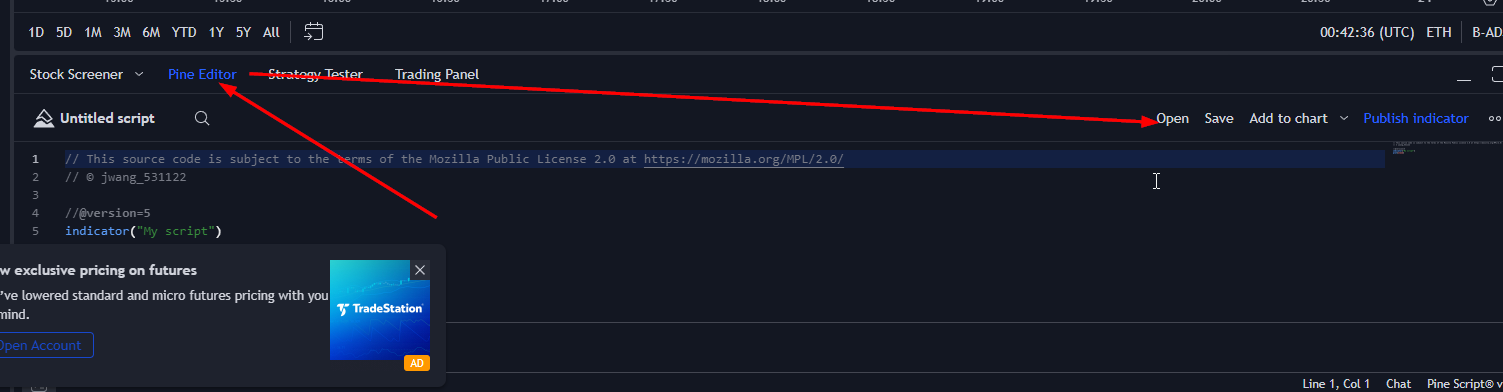 1D 5D 1M 3M 6M YTD 1Y 5Y All 00:42:36 (UTC) ETH B-AD
Stock Screener Pine Editor Strategy Tester Trading Panel
Untitled script Open Save Add to chart Publish indicator
1 // This source code is subject to the terms of the Mozilla Public License 2.0 at https://mozilla.org/MPL/2.0/
2 // © jwang_531122
3
4 //@version=5
5 indicator("My script")
w exclusive pricing on futures
've lowered standard and micro futures pricing with you
mind.
TradeStation
Open Account
AD
Line 1, Col 1 Chat Pine Script® v